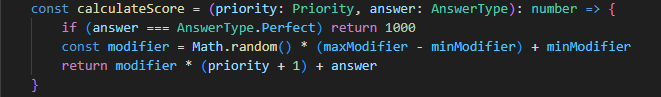 const calculateScore = (priority: Priority, answer: AnswerType): number => {
    if (answer === AnswerType.Perfect) return 1000
    const modifier = Math.random() * (maxModifier - minModifier) + minModifier
    return modifier * (priority + 1) + answer
}